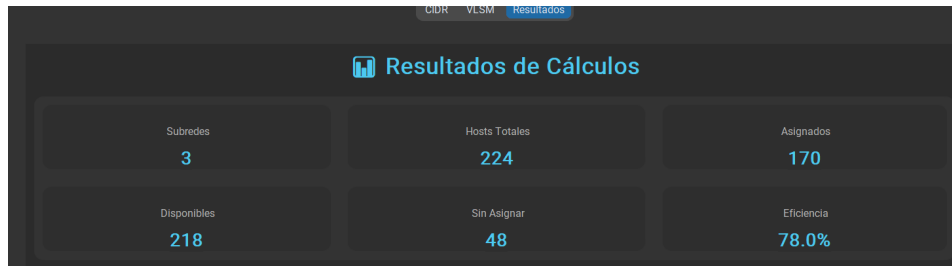 CIDR VLSM Resultados
Resultados de Cálculos
Subredes Hosts Totales Asignados
3 224 170
Disponibles Sin Asignar Eficiencia
218 48 78.0%